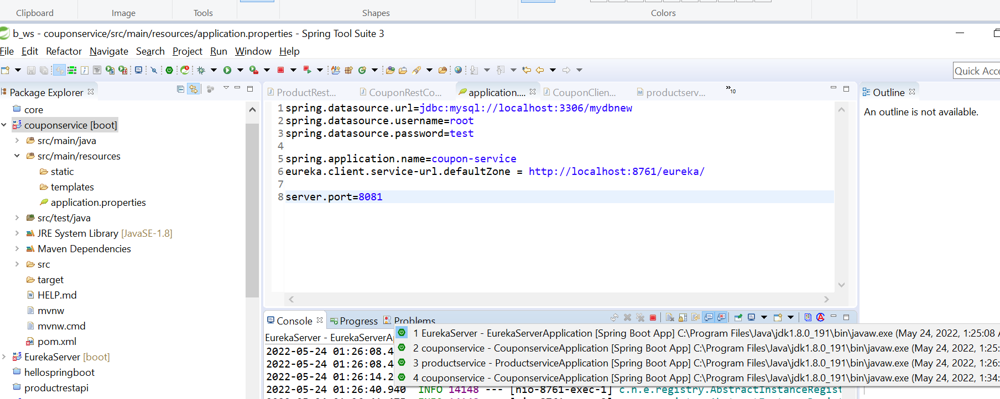 Clipboard Image Tools Shapes Colors
b_ws - couponservice/src/main/resources/application.properties - Spring Tool Suite 3
File Edit Refactor Navigate Search Project Run Window Help
Quick Acce
Package Explorer
core
couponservice [boot]
src/main/java
src/main/resources
static
templates
application.properties
src/test/java
JRE System Library [JavaSE-1.8]
Maven Dependencies
src
target
HELP.md
mvnw
mvnw.cmd
pom.xml
EurekaServer [boot]
hellospringboot
productrestapi
ProductRest... CouponRestCo... application.... CouponClien... productserv... »10
1 spring.datasource.url=jdbc:mysql://localhost:3306/mydbnew
2 spring.datasource.username=root
3 spring.datasource.password=test
4
5 spring.application.name=coupon-service
6 eureka.client.service-url.defaultZone = http://localhost:8761/eureka/
7
8 server.port=8081
Outline
An outline is not available.
Console Progress Problems
EurekaServer - EurekaServerA
1 EurekaServer - EurekaServerApplication [Spring Boot App] C:\Program Files\Java\jdk1.8.0_191\bin\javaw.exe (May 24, 2022, 1:25:08 A
2 couponservice - CouponserviceApplication [Spring Boot App] C:\Program Files\Java\jdk1.8.0_191\bin\javaw.exe (May 24, 2022, 1:25:
3 productservice - ProductserviceApplication [Spring Boot App] C:\Program Files\Java\jdk1.8.0_191\bin\javaw.exe (May 24, 2022, 1:26:
4 couponservice - CouponserviceApplication [Spring Boot App] C:\Program Files\Java\jdk1.8.0_191\bin\javaw.exe (May 24, 2022, 1:34:
2022-05-24 01:26:08.4
2022-05-24 01:26:08.4
2022-05-24 01:26:14.2
2022-05-24 01:26:40.940 INFO 14148 --- [nio-8761-exec-1] c.n.e.registry.AbstractInstanceRegist